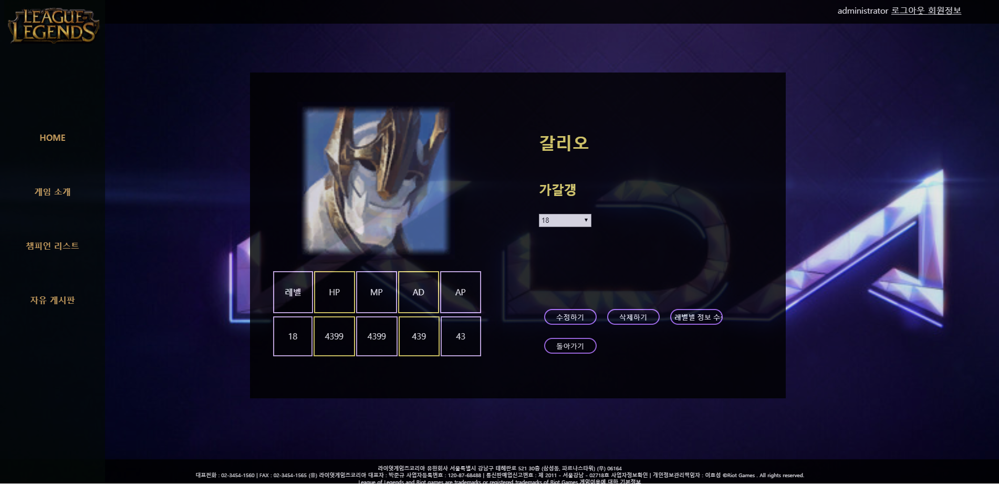 LEAGUE OF
LEGENDS
administrator 로그아웃 회원정보
HOME
게임 소개
챔피언 리스트
자유 게시판
갈리오
가갈갱
18
레벨 HP MP AD AP
18 4399 4399 439 43
수정하기 삭제하기 레벨별 정보 수
돌아가기
라이엇게임즈코리아 유한회사 서울특별시 강남구 테헤란로 521 30층 (삼성동, 파르나스타워) (우) 06164
대표전화 : 02-3454-1560 | FAX : 02-3454-1565 (유) 라이엇게임즈코리아 대표자 : 박준규 사업자등록번호 : 120-87-68488 | 통신판매업신고번호 : 제 2011 - 서울강남 - 02718호 사업자정보확인 | 개인정보관리책임자 : 이효성 ©Riot Games . All rights reserved.
League of Legends and Riot games are trademarks or registered trademarks of Riot Games 게임이용에 대한 기본정보